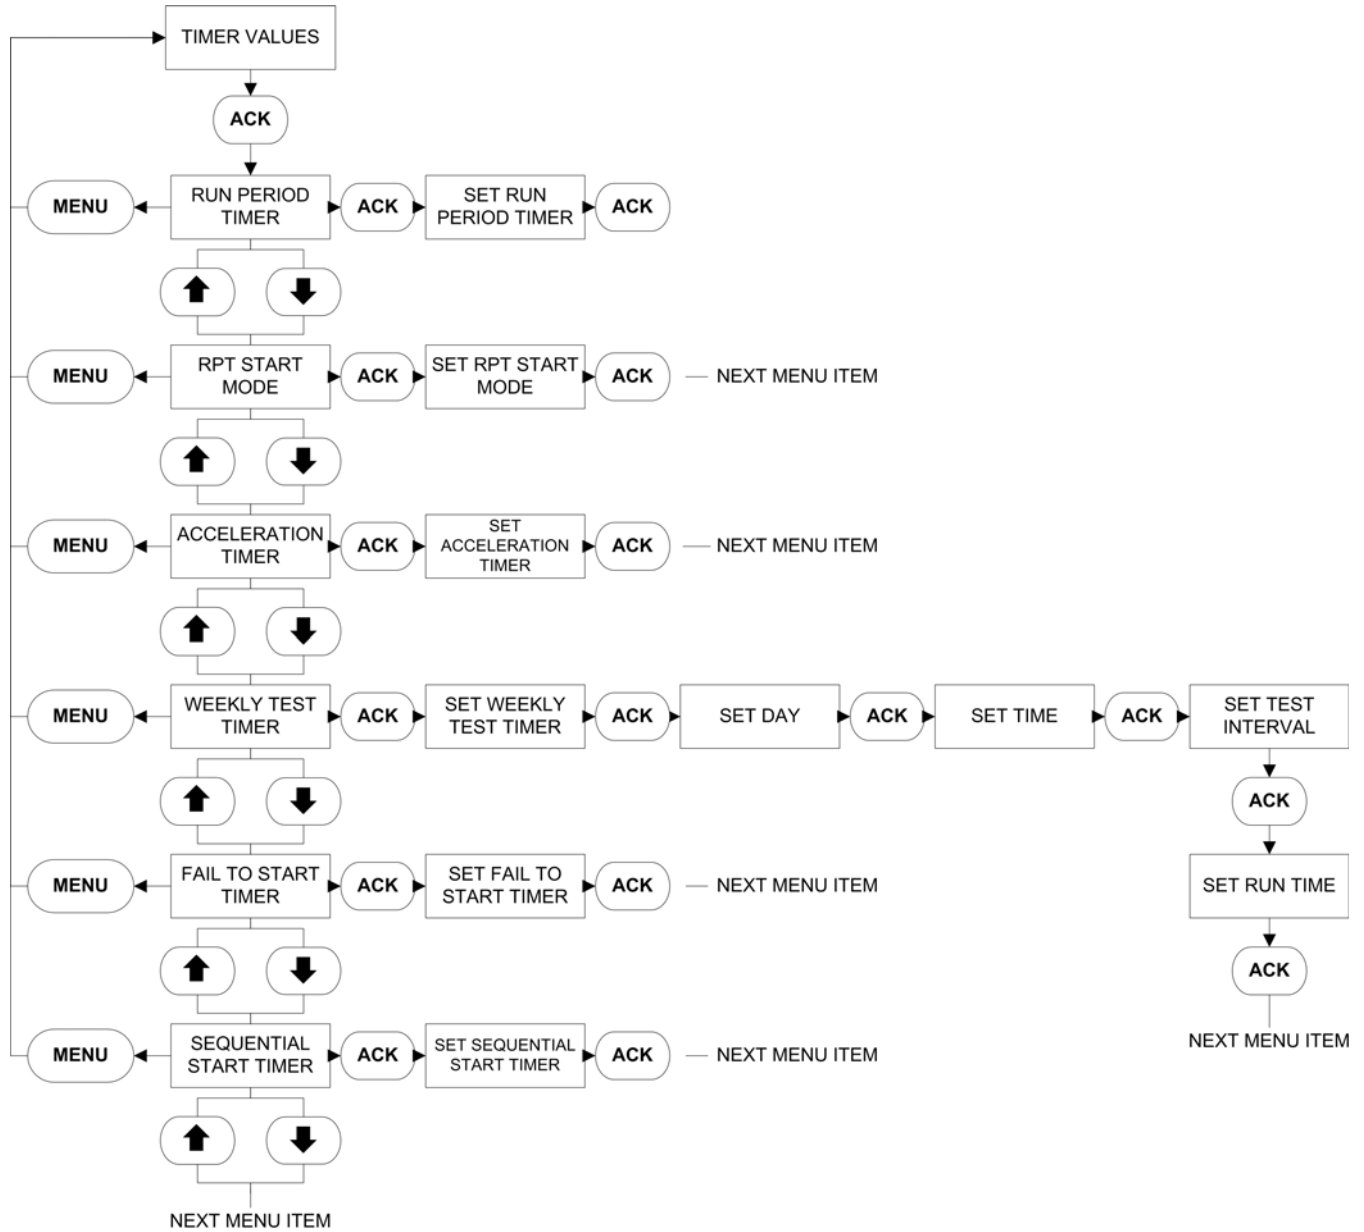 TIMER VALUES
ACK
MENU
RUN PERIOD
TIMER
ACK
SET RUN
PERIOD TIMER
ACK
MENU
RPT START
MODE
ACK
SET RPT START
MODE
ACK
NEXT MENU ITEM
MENU
ACCELERATION
TIMER
ACK
SET
ACCELERATION
TIMER
ACK
NEXT MENU ITEM
MENU
WEEKLY TEST
TIMER
ACK
SET WEEKLY
TEST TIMER
ACK
SET DAY
ACK
SET TIME
ACK
SET TEST
INTERVAL
ACK
MENU
FAIL TO START
TIMER
ACK
SET FAIL TO
START TIMER
ACK
NEXT MENU ITEM
SET RUN TIME
ACK
NEXT MENU ITEM
MENU
SEQUENTIAL
START TIMER
ACK
SET SEQUENTIAL
START TIMER
ACK
NEXT MENU ITEM
NEXT MENU ITEM